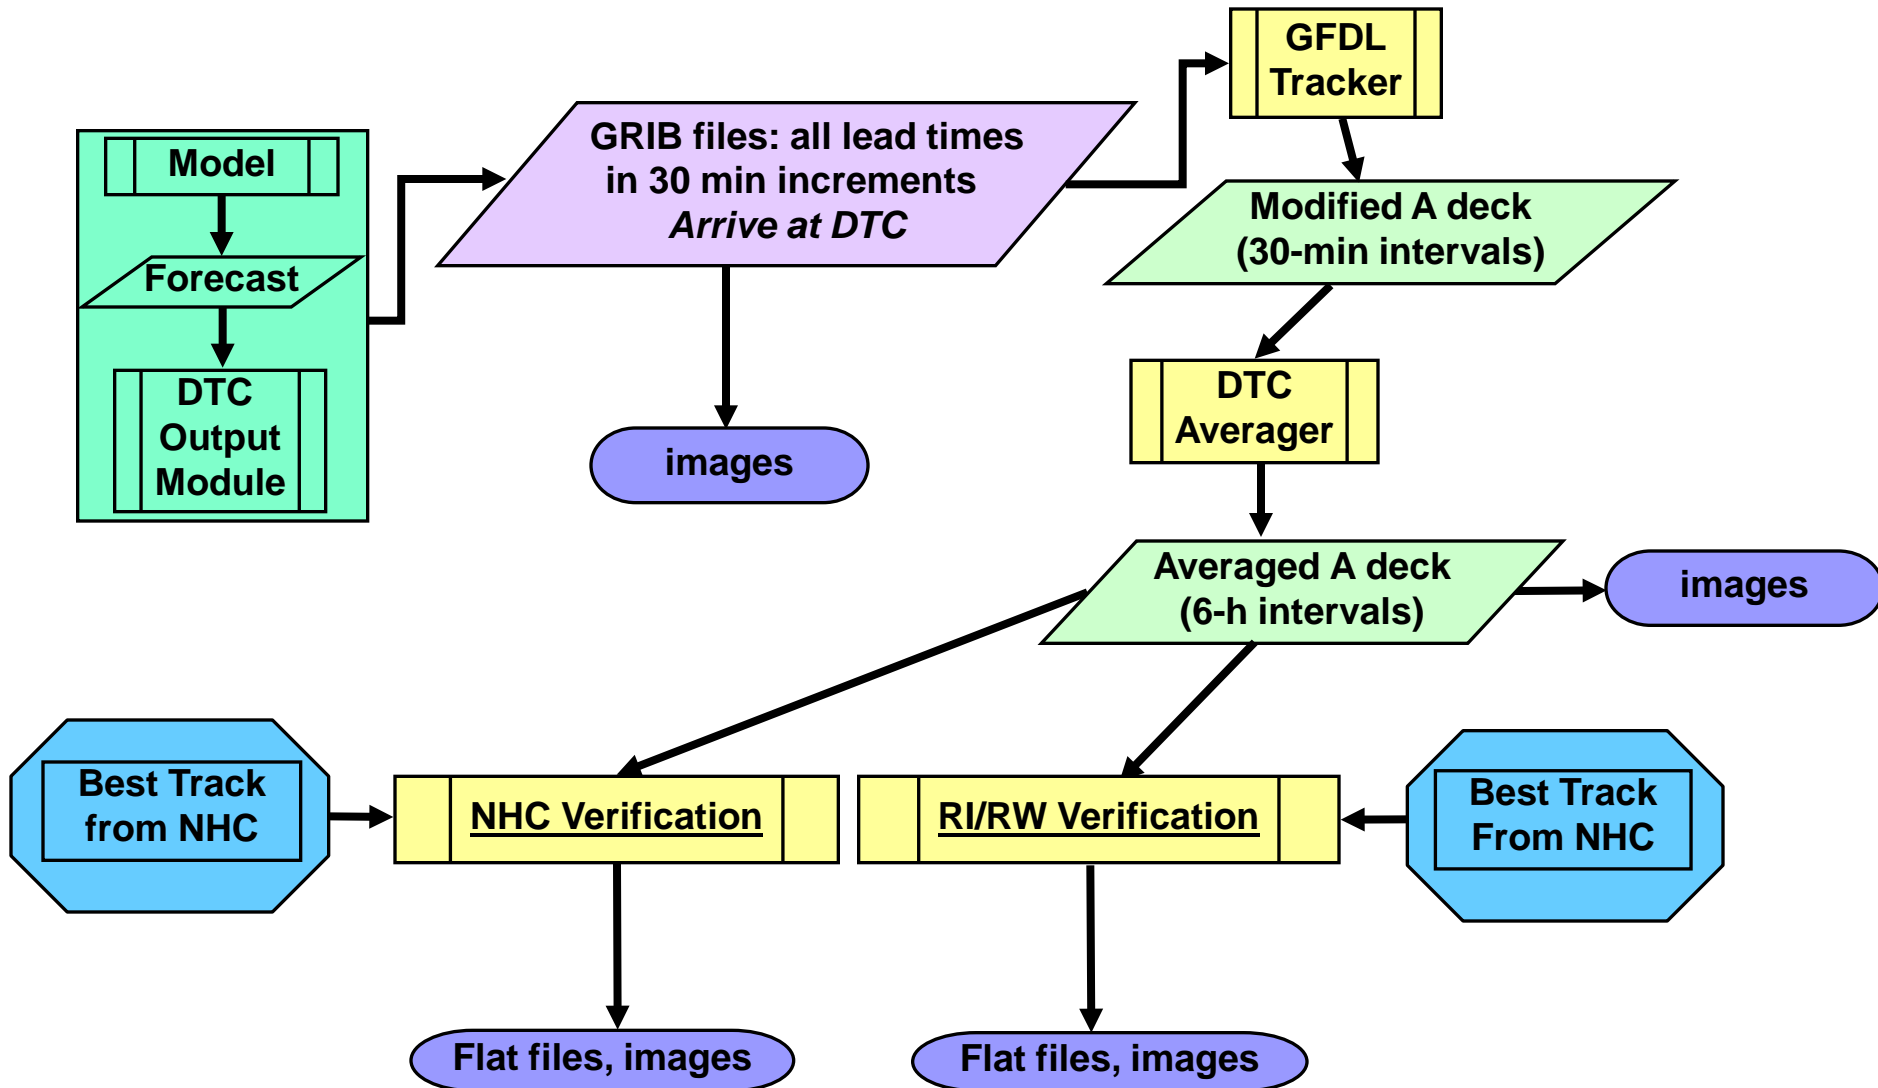 GFDL
Tracker
Model
GRIB files: all lead times
in 30 min increments
Arrive at DTC
Modified A deck
(30-min intervals)
Forecast
DTC
Output
Module
DTC
Averager
images
Averaged A deck
(6-h intervals)
images
Best Track
from NHC
NHC Verification
RI/RW Verification
Best Track
From NHC
Flat files, images
Flat files, images